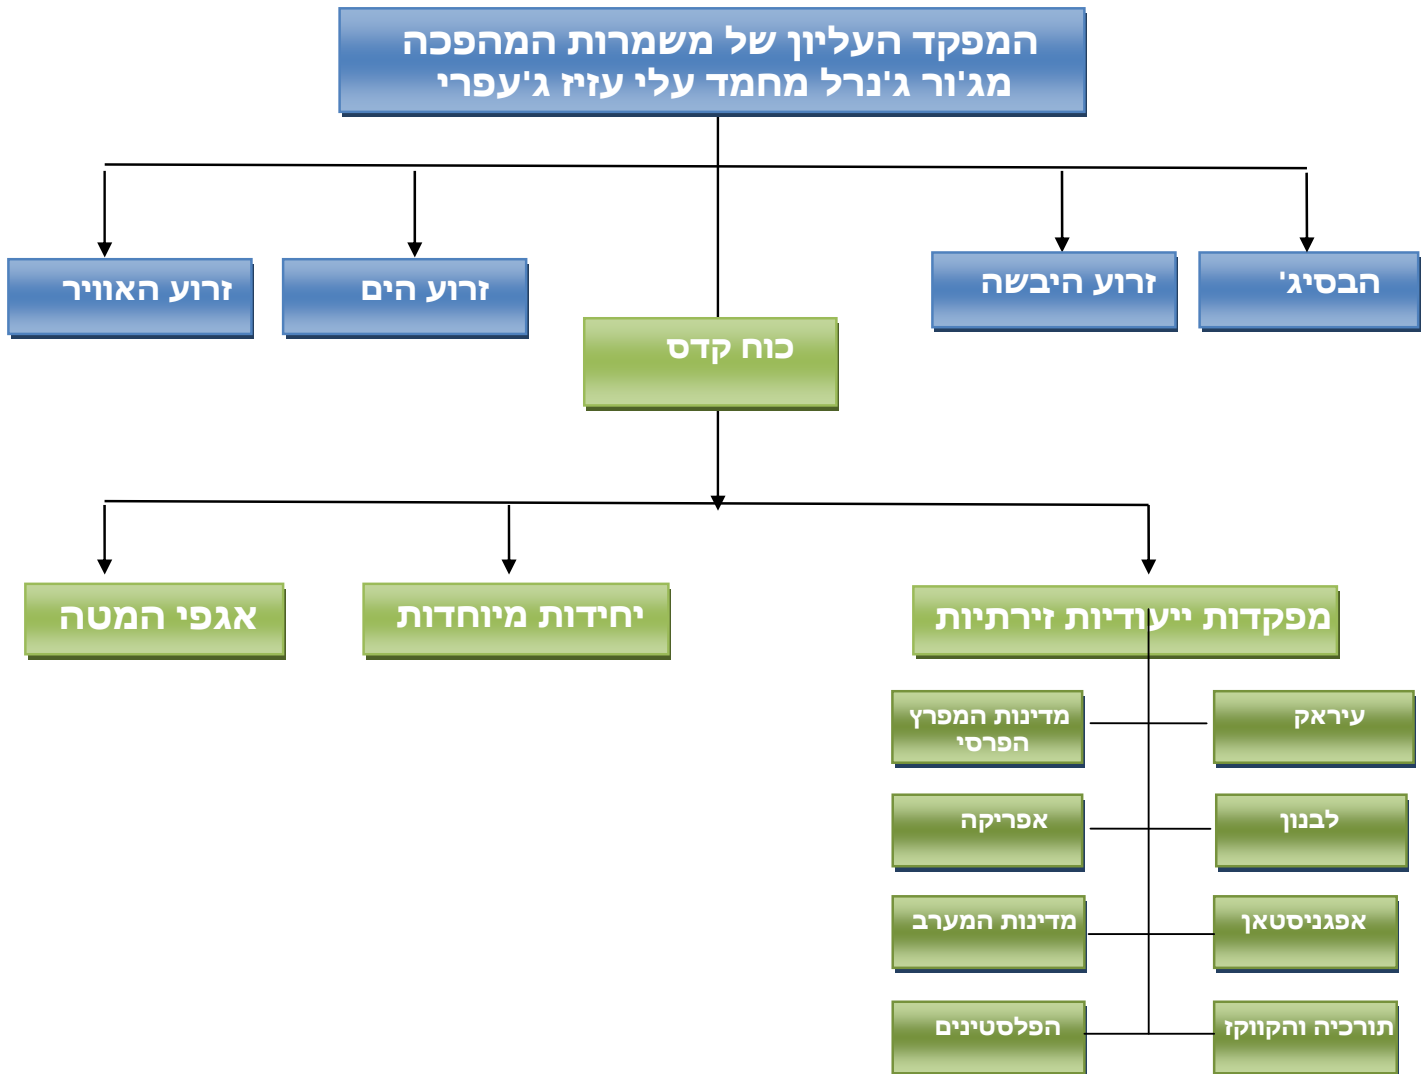 המפקד העליון של משמרות המהפכה
מג'ור ג'נרל מחמד עלי עזיז ג'עפרי
הבסיג'
זרוע היבשה
זרוע הים
זרוע האוויר
כוח קדס
מפקדות ייעודיות זירתיות
יחידות מיוחדות
אגפי המטה
עיראק
מדינות המפרץ
הפרסי
לבנון
אפריקה
אפגניסטאן
מדינות המערב
תורכיה והקווקז
הפלסטינים